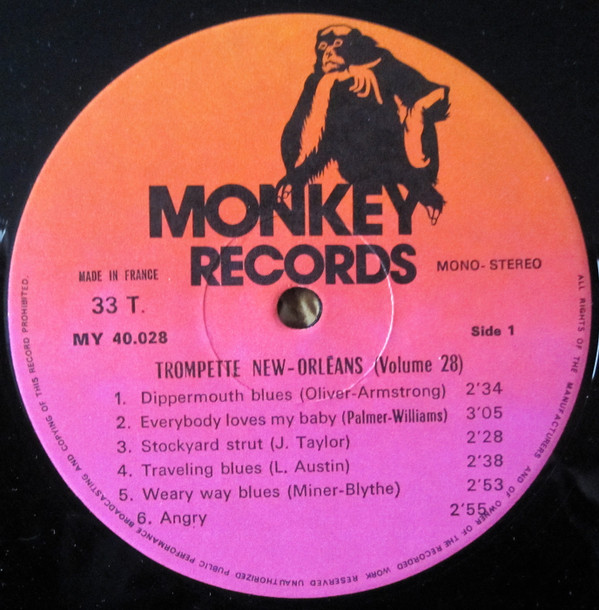 MONKEY
RECORDS
MADE IN FRANCE
MONO-STEREO
33 T.
MY 40.028
Side 1
TROMPETTE NEW-ORLÉANS (Volume 28)
1. Dippermouth blues (Oliver-Armstrong) 2'34
2. Everybody loves my baby (Palmer-Williams) 3'05
3. Stockyard strut (J. Taylor) 2'28
4. Traveling blues (L. Austin) 2'38
5. Weary way blues (Miner-Blythe) 2'53
6. Angry 2'55
ALL RIGHTS OF THE MANUFACTURERS AND OF OWNER OF THE RECORDED WORK RESERVED UNAUTHORIZED PUBLIC PERFORMANCE BROADCASTING AND COPYING OF THIS RECORD PROHIBITED.